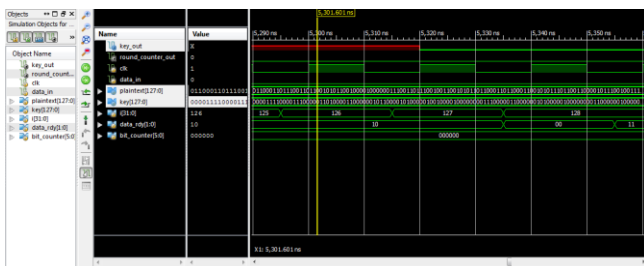 Objects
Simulation Objects for ...
Object Name
key_out
round_count...
clk
data_in
plaintext[127:0]
key[127:0]
i[31:0]
data_rdy[1:0]
bit_counter[5:0]
Name
key_out
round_counter_out
clk
data_in
plaintext[127:0]
key[127:0]
i[31:0]
data_rdy[1:0]
bit_counter[5:0]
Value
X
0
1
0
0110001101110001
0000111100000111
126
10
000000
5,301.601 ns
5,290 ns
5,300 ns
5,310 ns
5,320 ns
5,330 ns
5,340 ns
5,350 ns
125
126
127
128
10
00
11
000000
X1: 5,301.601 ns